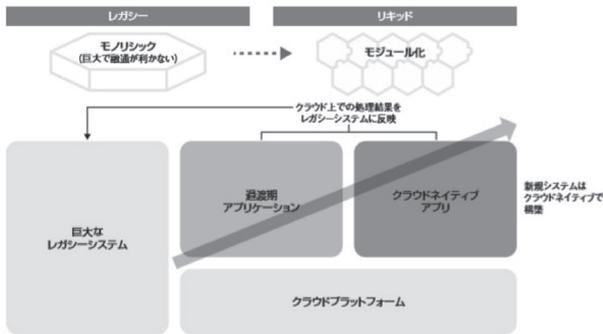 レガシー
リキッド
モノリシック
(巨大で融通が利かない)
モジュール化
クラウド上での処理結果を
レガシーシステムに反映
巨大な
レガシーシステム
過渡期
アプリケーション
クラウドネイティブ
アプリ
新規システムは
クラウドネイティブで
構築
クラウドプラットフォーム